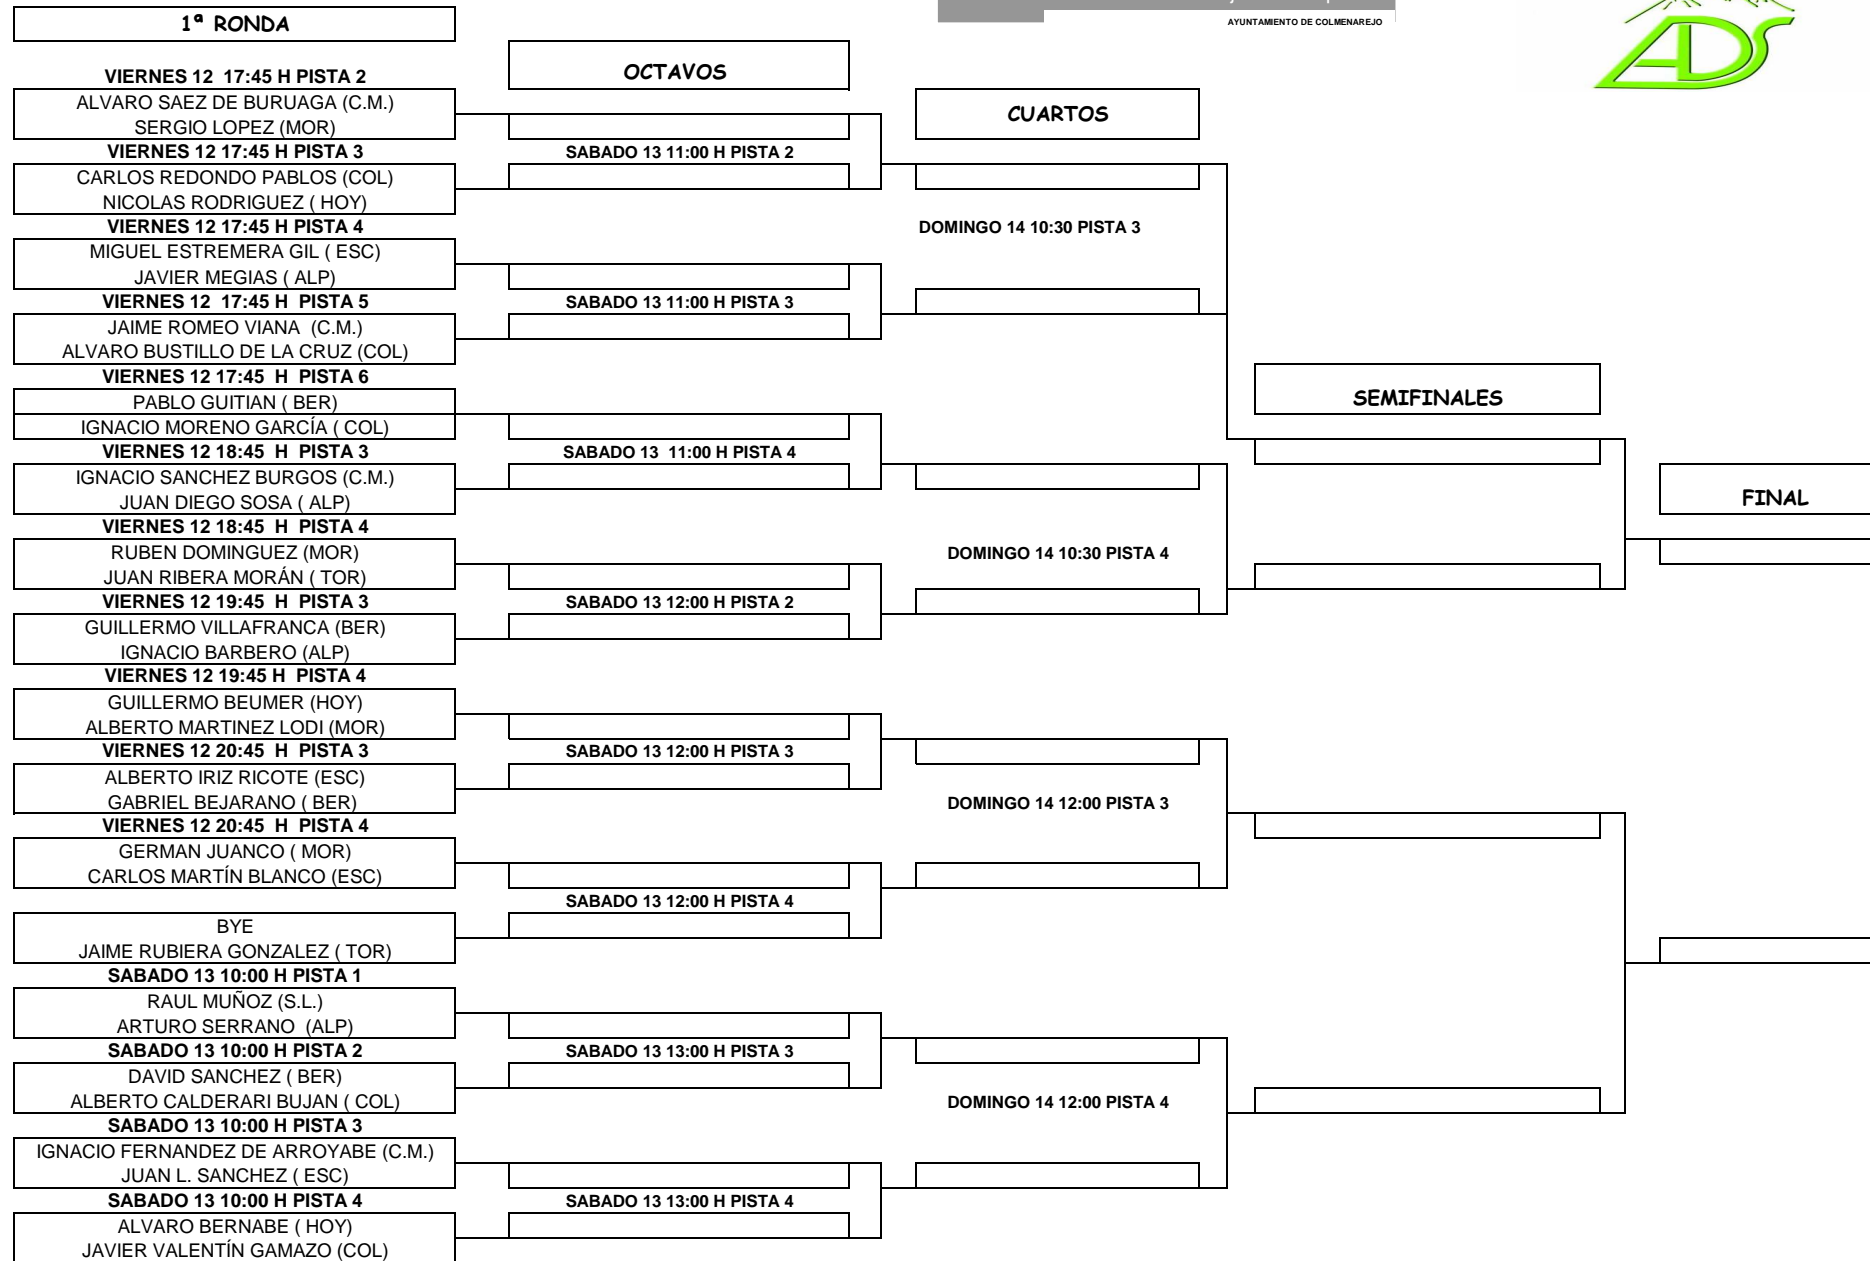 AYUNTAMIENTO DE COLMENAREJO
ADS
1ª RONDA
OCTAVOS
CUARTOS
SEMIFINALES
FINAL
VIERNES 12 17:45 H PISTA 2
ALVARO SAEZ DE BURUAGA (C.M.)
SERGIO LOPEZ (MOR)
VIERNES 12 17:45 H PISTA 3
CARLOS REDONDO PABLOS (COL)
NICOLAS RODRIGUEZ ( HOY)
VIERNES 12 17:45 H PISTA 4
MIGUEL ESTREMERA GIL ( ESC)
JAVIER MEGIAS ( ALP)
VIERNES 12 17:45 H PISTA 5
JAIME ROMEO VIANA (C.M.)
ALVARO BUSTILLO DE LA CRUZ (COL)
VIERNES 12 17:45 H PISTA 6
PABLO GUITIAN ( BER)
IGNACIO MORENO GARCÍA ( COL)
VIERNES 12 18:45 H PISTA 3
IGNACIO SANCHEZ BURGOS (C.M.)
JUAN DIEGO SOSA ( ALP)
VIERNES 12 18:45 H PISTA 4
RUBEN DOMINGUEZ (MOR)
JUAN RIBERA MORÁN ( TOR)
VIERNES 12 19:45 H PISTA 3
GUILLERMO VILLAFRANCA (BER)
IGNACIO BARBERO (ALP)
VIERNES 12 19:45 H PISTA 4
GUILLERMO BEUMER (HOY)
ALBERTO MARTINEZ LODI (MOR)
VIERNES 12 20:45 H PISTA 3
ALBERTO IRIZ RICOTE (ESC)
GABRIEL BEJARANO ( BER)
VIERNES 12 20:45 H PISTA 4
GERMAN JUANCO ( MOR)
CARLOS MARTÍN BLANCO (ESC)
BYE
JAIME RUBIERA GONZALEZ ( TOR)
SABADO 13 10:00 H PISTA 1
RAUL MUÑOZ (S.L.)
ARTURO SERRANO (ALP)
SABADO 13 10:00 H PISTA 2
DAVID SANCHEZ ( BER)
ALBERTO CALDERARI BUJAN ( COL)
SABADO 13 10:00 H PISTA 3
IGNACIO FERNANDEZ DE ARROYABE (C.M.)
JUAN L. SANCHEZ ( ESC)
SABADO 13 10:00 H PISTA 4
ALVARO BERNABE ( HOY)
JAVIER VALENTÍN GAMAZO (COL)
SABADO 13 11:00 H PISTA 2
SABADO 13 11:00 H PISTA 3
SABADO 13 11:00 H PISTA 4
SABADO 13 12:00 H PISTA 2
SABADO 13 12:00 H PISTA 3
SABADO 13 12:00 H PISTA 4
SABADO 13 13:00 H PISTA 3
SABADO 13 13:00 H PISTA 4
DOMINGO 14 10:30 PISTA 3
DOMINGO 14 10:30 PISTA 4
DOMINGO 14 12:00 PISTA 3
DOMINGO 14 12:00 PISTA 4